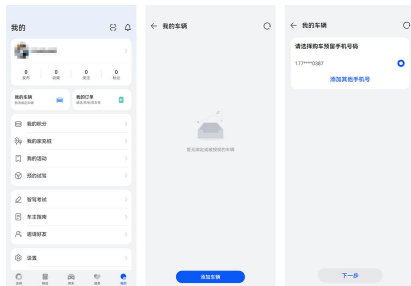 我的
0 0 0 0
我的车辆
我的订单
我的积分
我的家充桩
我的活动
预约试驾
智驾考试
车主指南
邀请好友
设置
我的
我的车辆
添加车辆
我的车辆
请选择购车预留手机号码
177****0387
添加其他手机号
下一步